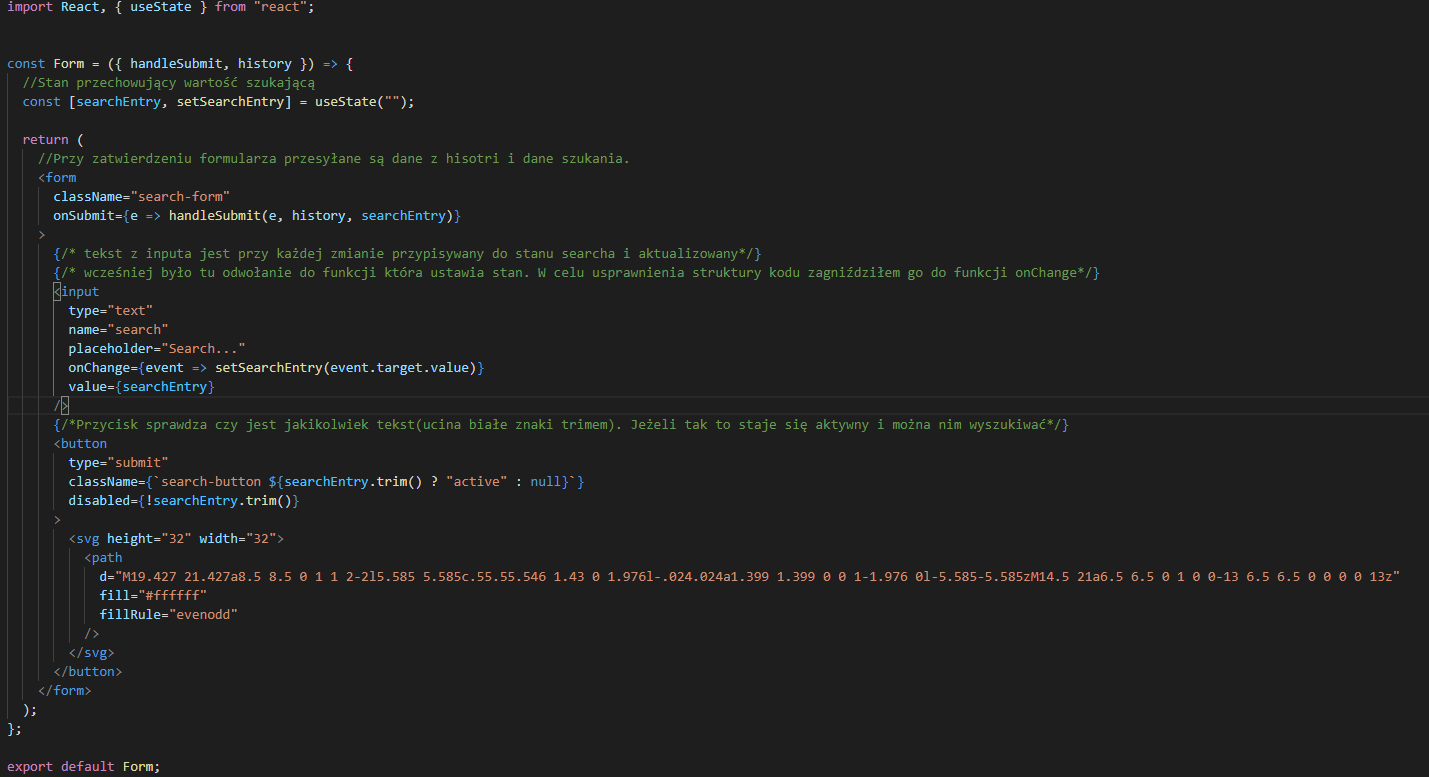 import React, { useState } from "react";
const Form = ({ handleSubmit, history }) => {
//Stan przechowujący wartość szukającą
const [searchEntry, setSearchEntry] = useState("");
return (
//Przy zatwierdzeniu formularza przesyłane są dane z hisotri i dane szukania.
<form
className="search-form"
onSubmit={e => handleSubmit(e, history, searchEntry)}
>
{/* tekst z inputa jest przy każdej zmianie przypisywany do stanu searcha i aktualizowany*/}
{/* wcześniej było tu odwołanie do funkcji która ustawia stan. W celu usprawnienia struktury kodu zagniździłem go do funkcji onChange*/}
<input
type="text"
name="search"
placeholder="Search..."
onChange={event => setSearchEntry(event.target.value)}
value={searchEntry}
/>
{/*Przycisk sprawdza czy jest jakikolwiek tekst(ucina białe znaki trimem). Jeżeli tak to staje się aktywny i można nim wyszukiwać*/}
<button
type="submit"
className={`search-button ${searchEntry.trim() ? "active" : null}`}
disabled={!searchEntry.trim()}
>
<svg height="32" width="32">
<path
d="M19.427 21.427a8.5 8.5 0 1 1 2-2l5.585 5.585c.55.55.546 1.43 0 1.976l-.024.024a1.399 1.399 0 0 1-1.976 0l-5.585-5.585zM14.5 21a6.5 6.5 0 1 0 0-13 6.5 6.5 0 0 0 0 13z"
fill="#ffffff"
fillRule="evenodd"
/>
</svg>
</button>
</form>
);
};
export default Form;